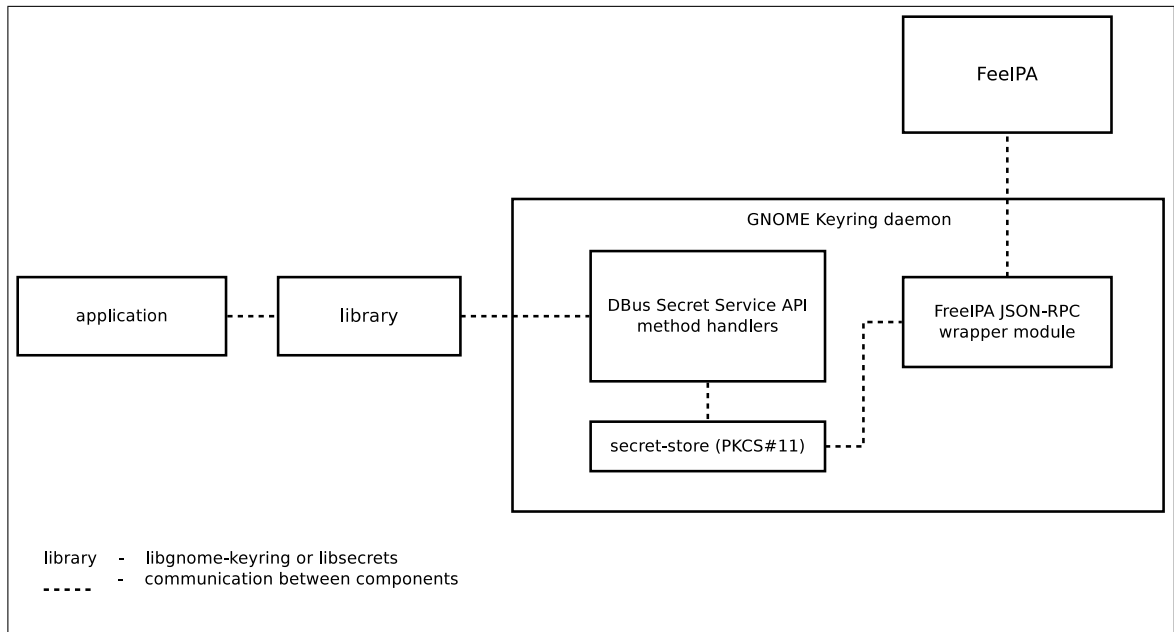 FeeIPA
GNOME Keyring daemon
application
library
DBus Secret Service API
method handlers
FreeIPA JSON-RPC
wrapper module
secret-store (PKCS#11)
library - libgnome-keyring or libsecrets
- communication between components